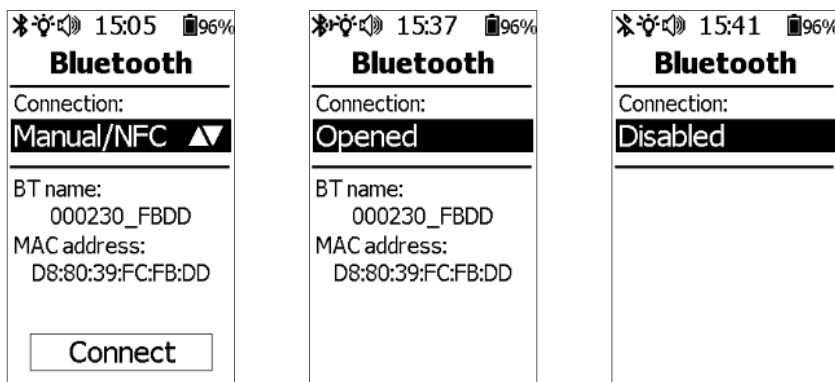 15:05 96%
Bluetooth
Connection:
Manual/NFC
BT name:
000230_FBDD
MAC address:
D8:80:39:FC:FB:DD
Connect
15:37 96%
Bluetooth
Connection:
Opened
BT name:
000230_FBDD
MAC address:
D8:80:39:FC:FB:DD
15:41 96%
Bluetooth
Connection:
Disabled